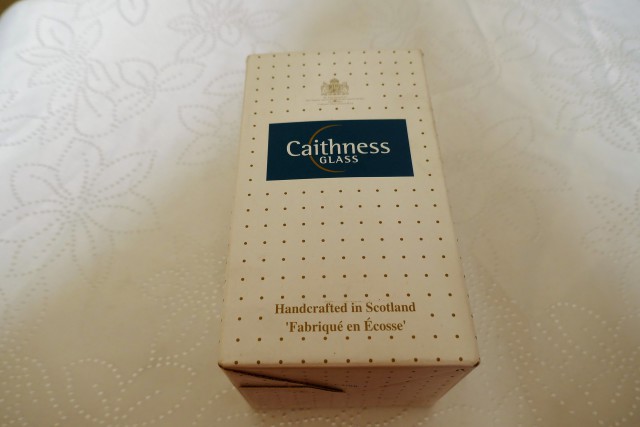 Caithness
GLASS
Handcrafted in Scotland
'Fabriqué en Écosse'